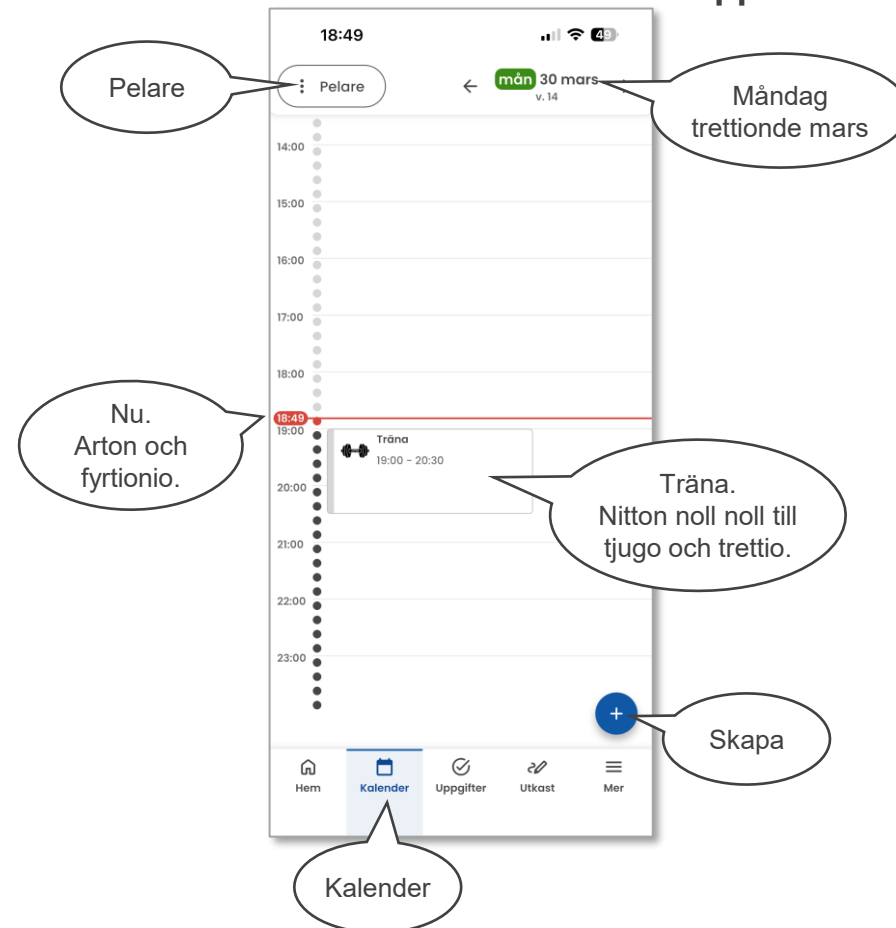 18:49
49
Pelare
Pelare
mån 30 mars
v. 14
Måndag
trettionde mars
14:00
15:00
16:00
17:00
18:00
Nu.
Arton och
fyrtionio.
18:49
19:00
Träna
19:00 - 20:30
20:00
Träna.
Nitton noll noll till
tjugo och trettio.
21:00
22:00
23:00
+
Skapa
Hem
Kalender
Uppgifter
Utkast
Mer
Kalender